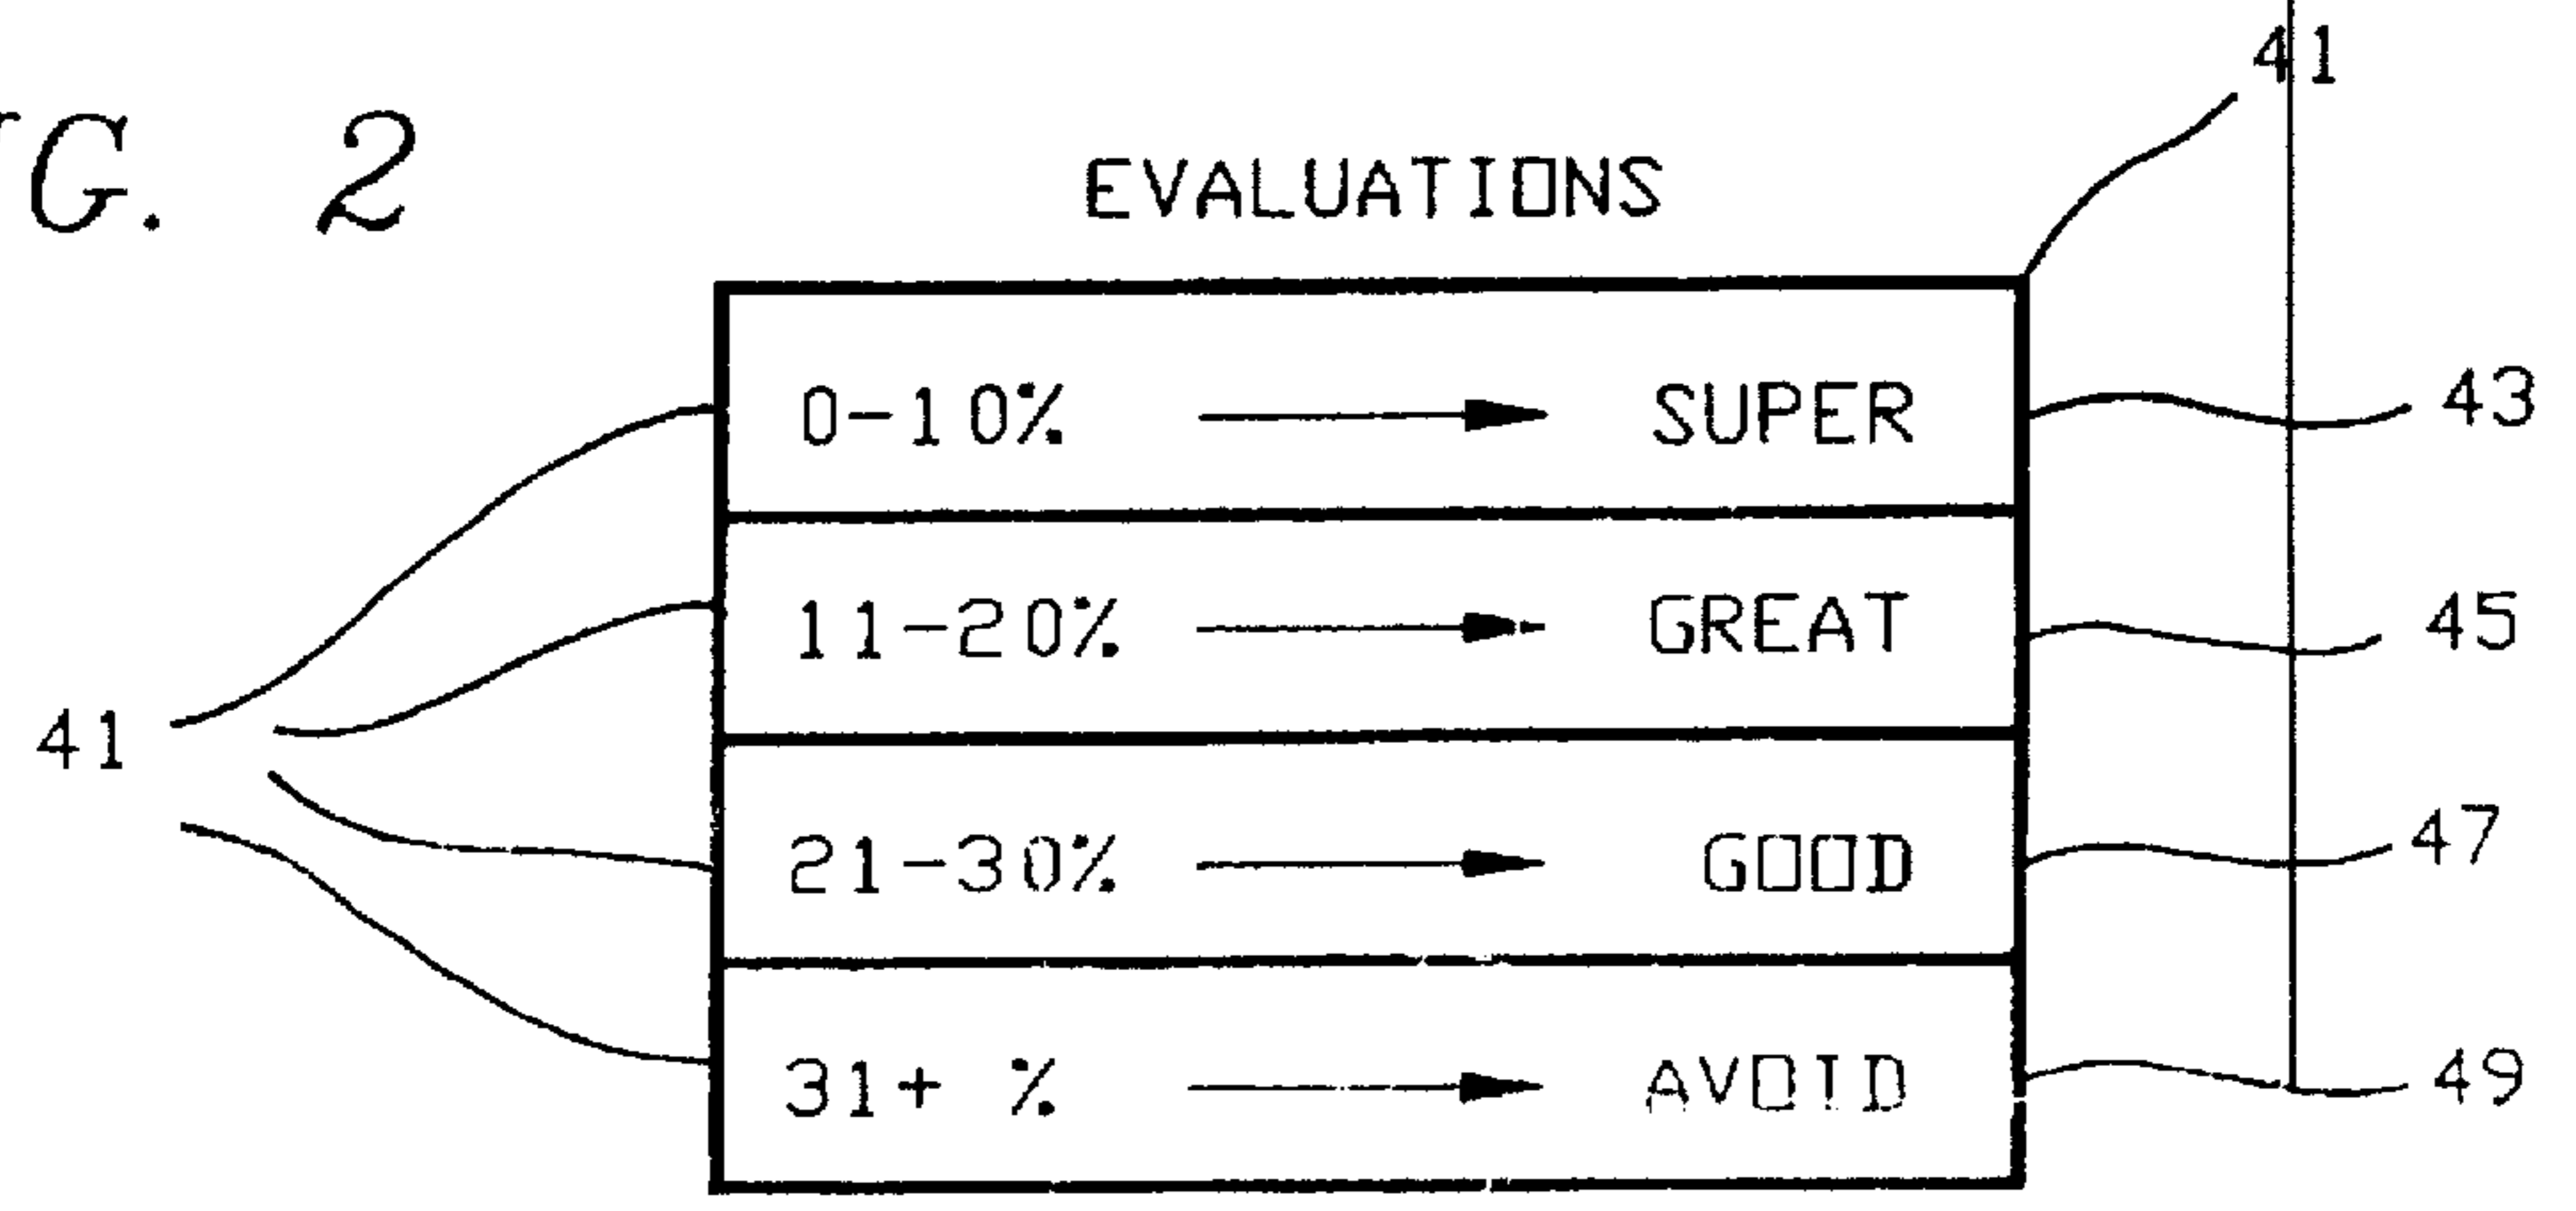 G. 2
41
EVALUATIONS
0-10% SUPER 43
11-20% GREAT 45
41
21-30% GOOD 47
31+ % AVOID 49